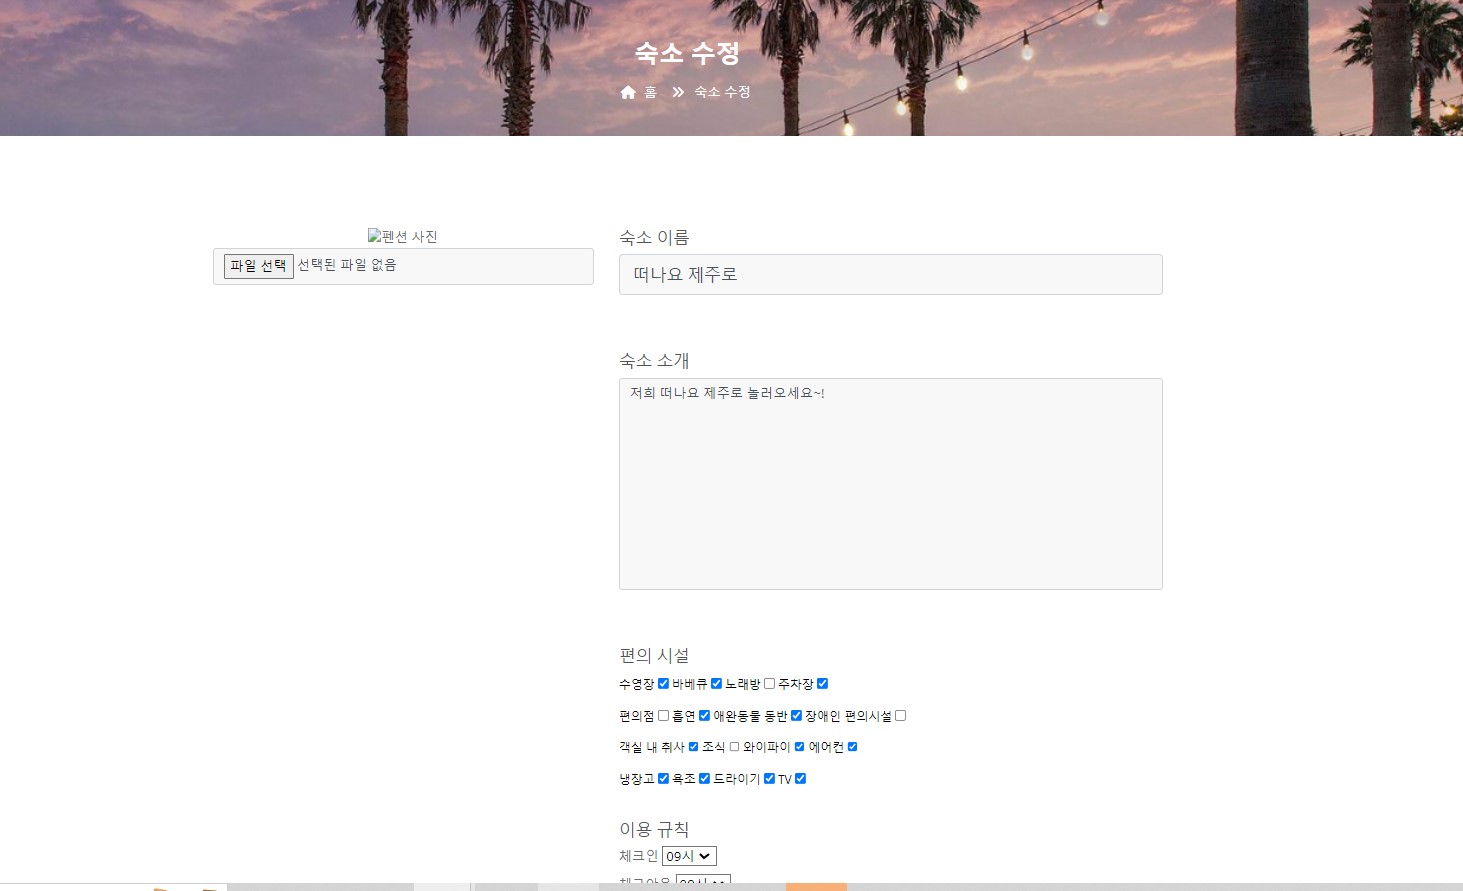 숙소 수정
홈 숙소 수정
펜션 사진
파일 선택 선택된 파일 없음
숙소 이름
떠나요 제주로
숙소 소개
저희 떠나요 제주로 놀러오세요~!
편의 시설
수영장 바베큐 노래방 주차장
편의점 흡연 애완동물 동반 장애인 편의시설
객실 내 취사 조식 와이파이 에어컨
냉장고 욕조 드라이기 TV
이용 규칙
체크인 09시